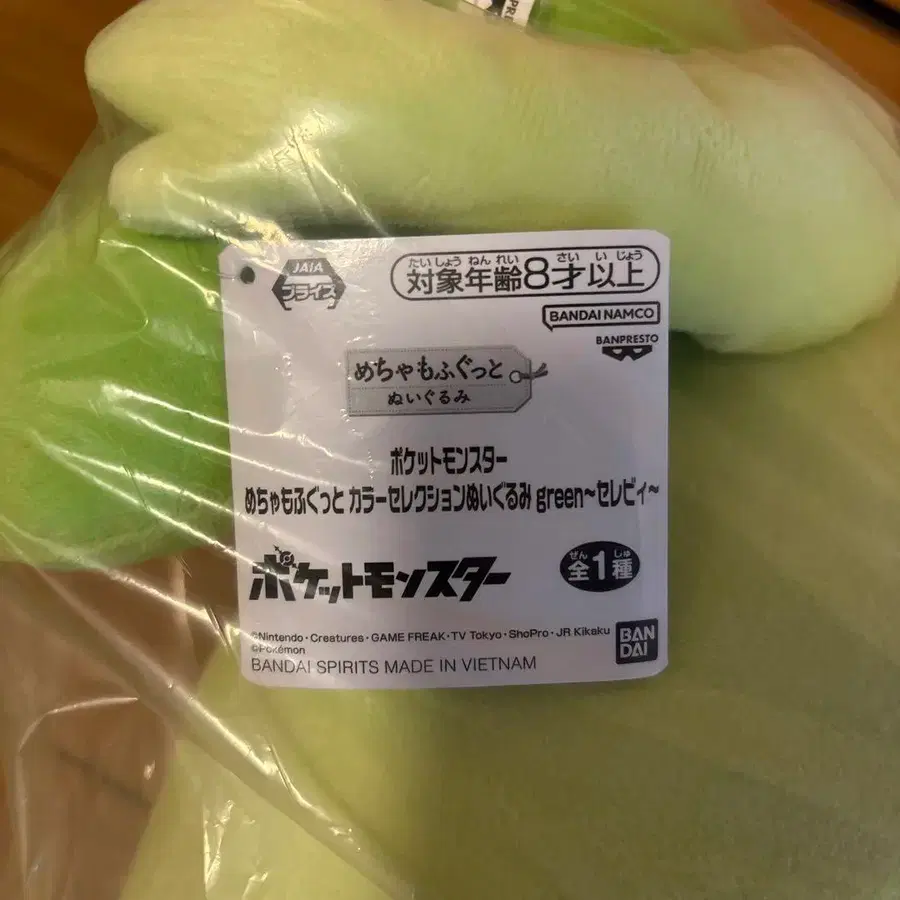 PRI
JAIA
プライズ
たいしょうねんれい さいいじょう
対象年齢8才以上
BANDAI NAMCO
BANPRESTO
めちゃもふぐっと
ぬいぐるみ
ポケットモンスター
めちゃもふぐっと カラーセレクションぬいぐるみ green~セレビィ~
ポケットモンスター
ぜん しゅ
全1種
©Nintendo・Creatures・GAME FREAK・TV Tokyo・ShoPro・JR Kikaku
©Pokémon
BANDAI SPIRITS MADE IN VIETNAM
BAN
DAI